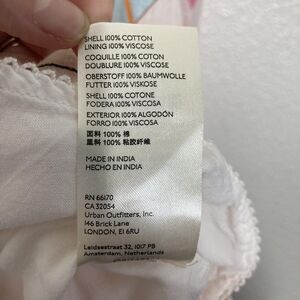 SHELL 100% COTTON
LINING 100% VISCOSE
COQUILLE 100% COTON
DOUBLURE 100% VISCOSE
OBERSTOFF 100% BAUMWOLLE
FUTTER 100% VISKOSE
SHELL 100% COTONE
FODERA 100% VISCOSA
EXTERIOR 100% ALGODÓN
FORRO 100% VISCOSA
面料 100% 棉
里料 100% 粘胶纤维
MADE IN INDIA
HECHO EN INDIA
RN 66170
CA 32054
Urban Outfitters, Inc.
146 Brick Lane
LONDON, E1 6RU
Leidsestraat 32, 1017 PB
Amsterdam, Netherlands